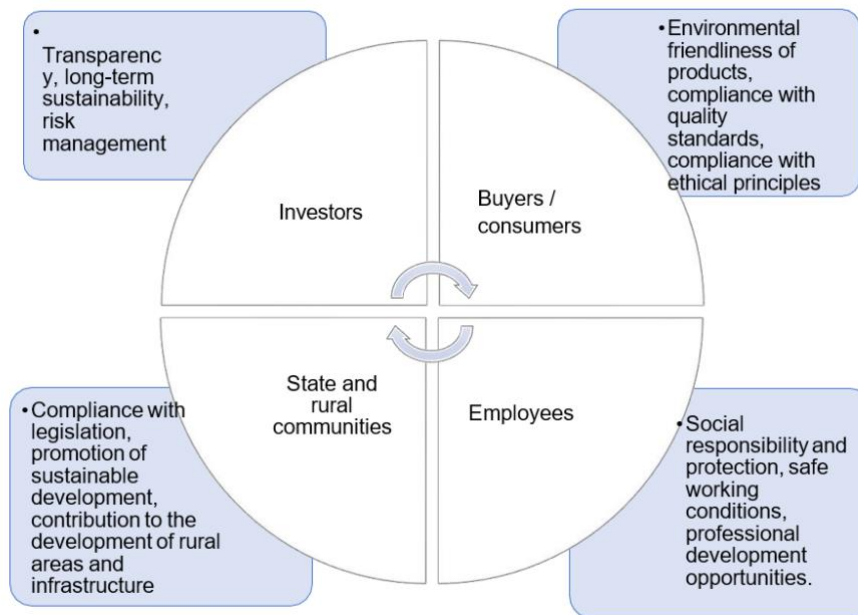 •
Transparenc
y, long-term
sustainability,
risk
management
•Environmental
friendliness of
products,
compliance with
quality
standards,
compliance with
ethical principles
Investors
Buyers /
consumers
State and
rural
communities
Employees
•Compliance with
legislation,
promotion of
sustainable
development,
contribution to the
development of rural
areas and
infrastructure
•Social
responsibility and
protection, safe
working
conditions,
professional
development
opportunities.